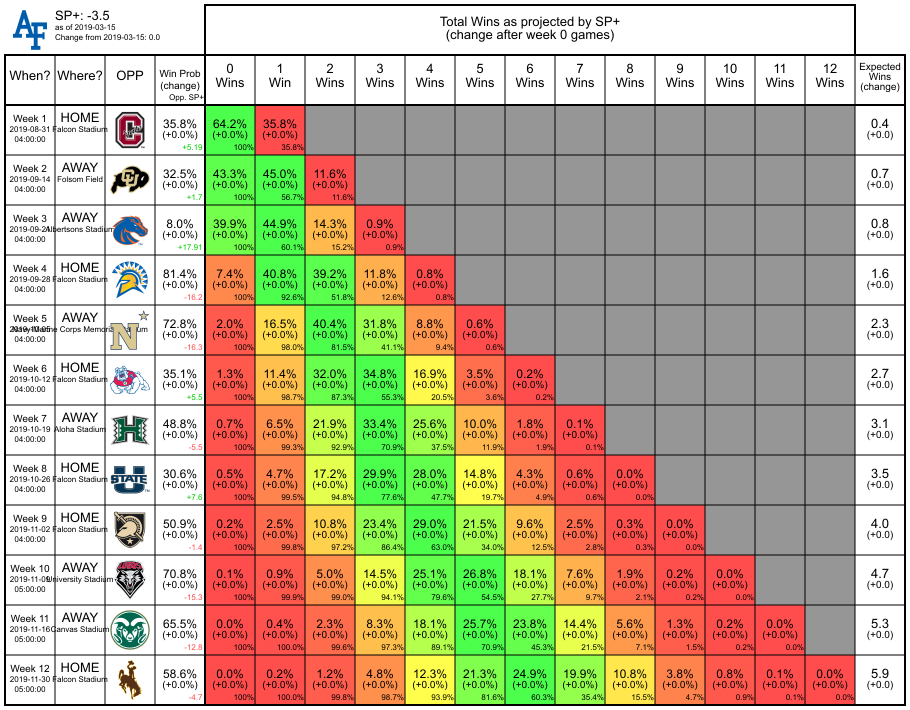 SP+: -3.5
as of 2019-03-15
Change from 2019-03-15: 0.0
Total Wins as projected by SP+
(change after week 0 games)
When? Where? OPP Win Prob (change) Opp. SP+ 0 Wins 1 Win 2 Wins 3 Wins 4 Wins 5 Wins 6 Wins 7 Wins 8 Wins 9 Wins 10 Wins 11 Wins 12 Wins Expected Wins (change)
Week 1 HOME 35.8% 64.2% 35.8% 0.4
2019-08-31 Falcon Stadium (+0.0%) (+0.0%) (+0.0%) (+0.0)
04:00:00 +5.19 100% 35.8%
Week 2 AWAY 32.5% 43.3% 45.0% 11.6% 0.7
2019-09-14 Folsom Field (+0.0%) (+0.0%) (+0.0%) (+0.0%) (+0.0)
04:00:00 +1.7 100% 56.7% 11.6%
Week 3 AWAY 8.0% 39.9% 44.9% 14.3% 0.9% 0.8
2019-09-21 Albertsons Stadium (+0.0%) (+0.0%) (+0.0%) (+0.0%) (+0.0%) (+0.0)
04:00:00 +17.91 100% 60.1% 15.2% 0.9%
Week 4 HOME 81.4% 7.4% 40.8% 39.2% 11.8% 0.8% 1.6
2019-09-28 Falcon Stadium (+0.0%) (+0.0%) (+0.0%) (+0.0%) (+0.0%) (+0.0%) (+0.0)
04:00:00 -16.2 100% 92.6% 51.8% 12.6% 0.8%
Week 5 AWAY 72.8% 2.0% 16.5% 40.4% 31.8% 8.8% 0.6% 2.3
Corps (+0.0%) (+0.0%) (+0.0%) (+0.0%) (+0.0%) (+0.0%) (+0.0%) (+0.0)
04:00:00 -16.3 100% 98.0% 81.5% 41.1% 9.4% 0.6%
Week 6 HOME 35.1% 1.3% 11.4% 32.0% 34.8% 16.9% 3.5% 0.2% 2.7
2019-10-12 Falcon Stadium (+0.0%) (+0.0%) (+0.0%) (+0.0%) (+0.0%) (+0.0%) (+0.0%) (+0.0%) (+0.0)
04:00:00 +5.5 100% 98.7% 87.3% 55.3% 20.5% 3.6% 0.2%
Week 7 AWAY 48.8% 0.7% 6.5% 21.9% 33.4% 25.6% 10.0% 1.8% 0.1% 3.1
2019-10-19 Aloha Stadium (+0.0%) (+0.0%) (+0.0%) (+0.0%) (+0.0%) (+0.0%) (+0.0%) (+0.0%) (+0.0%) (+0.0)
04:00:00 -5.5 100% 99.3% 92.9% 70.9% 37.5% 11.9% 1.9% 0.1%
Week 8 HOME STATE 30.6% 0.5% 4.7% 17.2% 29.9% 28.0% 14.8% 4.3% 0.6% 0.0% 3.5
2019-10-26 Falcon Stadium (+0.0%) (+0.0%) (+0.0%) (+0.0%) (+0.0%) (+0.0%) (+0.0%) (+0.0%) (+0.0%) (+0.0%) (+0.0)
04:00:00 +7.6 100% 99.5% 94.8% 77.6% 47.7% 19.7% 4.9% 0.6% 0.0%
Week 9 HOME 50.9% 0.2% 2.5% 10.8% 23.4% 29.0% 21.5% 9.6% 2.5% 0.3% 0.0% 4.0
2019-11-02 Falcon Stadium (+0.0%) (+0.0%) (+0.0%) (+0.0%) (+0.0%) (+0.0%) (+0.0%) (+0.0%) (+0.0%) (+0.0%) (+0.0%) (+0.0)
04:00:00 -1.4 100% 99.8% 97.2% 86.4% 63.0% 34.0% 12.5% 2.8% 0.3% 0.0%
Week 10 AWAY 70.8% 0.1% 0.9% 5.0% 14.5% 25.1% 26.8% 18.1% 7.6% 1.9% 0.2% 0.0% 4.7
2019-11-09 University Stadium (+0.0%) (+0.0%) (+0.0%) (+0.0%) (+0.0%) (+0.0%) (+0.0%) (+0.0%) (+0.0%) (+0.0%) (+0.0%) (+0.0%) (+0.0)
05:00:00 -15.3 100% 99.9% 99.0% 94.1% 79.6% 54.5% 27.7% 9.7% 2.1% 0.2% 0.0%
Week 11 AWAY 65.5% 0.0% 0.4% 2.3% 8.3% 18.1% 25.7% 23.8% 14.4% 5.6% 1.3% 0.2% 0.0% 5.3
2019-11-16 Canvas Stadium (+0.0%) (+0.0%) (+0.0%) (+0.0%) (+0.0%) (+0.0%) (+0.0%) (+0.0%) (+0.0%) (+0.0%) (+0.0%) (+0.0%) (+0.0%) (+0.0)
05:00:00 -12.8 100% 100.0% 99.6% 97.3% 89.1% 70.9% 45.3% 21.5% 7.1% 1.5% 0.2% 0.0%
Week 12 HOME 58.6% 0.0% 0.2% 1.2% 4.8% 12.3% 21.3% 24.9% 19.9% 10.8% 3.8% 0.8% 0.1% 0.0% 5.9
2019-11-30 Falcon Stadium (+0.0%) (+0.0%) (+0.0%) (+0.0%) (+0.0%) (+0.0%) (+0.0%) (+0.0%) (+0.0%) (+0.0%) (+0.0%) (+0.0%) (+0.0%) (+0.0%) (+0.0)
05:00:00 -4.7 100% 100.0% 99.8% 98.7% 93.9% 81.6% 60.3% 35.4% 15.5% 4.7% 0.9% 0.1% 0.0%